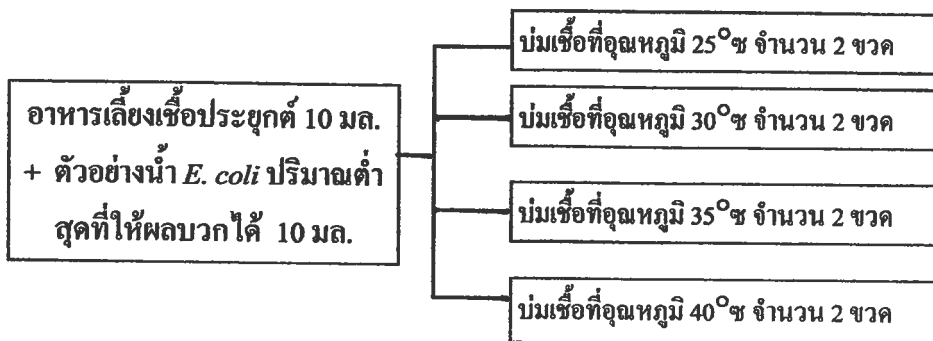 อาหารเลี้ยงเชื้อประยุกต์ 10 มล.
+ ตัวอย่างน้ำ E. coli ปริมาณต่ำ
สุดที่ให้ผลบวกได้ 10 มล.
บ่มเชื้อที่อุณหภูมิ 25°ซ จำนวน 2 ขวด
บ่มเชื้อที่อุณหภูมิ 30°ซ จำนวน 2 ขวด
บ่มเชื้อที่อุณหภูมิ 35°ซ จำนวน 2 ขวด
บ่มเชื้อที่อุณหภูมิ 40°ซ จำนวน 2 ขวด